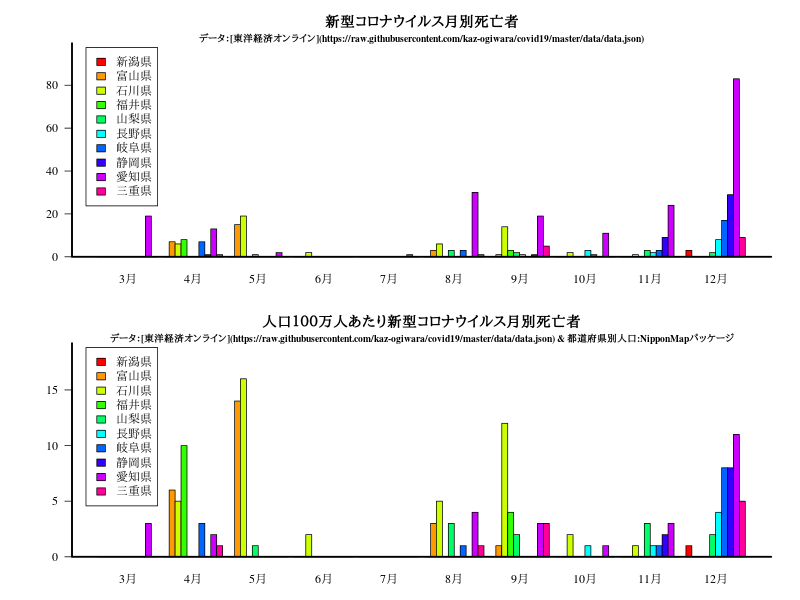 新型コロナウイルス月別死亡者
データ：[東洋経済オンライン](https://raw.githubusercontent.com/kaz-ogiwara/covid19/master/data/data.json)
新潟県
富山県
石川県
福井県
山梨県
長野県
岐阜県
静岡県
愛知県
三重県
80
60
40
20
0
3月 4月 5月 6月 7月 8月 9月 10月 11月 12月
人口100万人あたり新型コロナウイルス月別死亡者
データ：[東洋経済オンライン](https://raw.githubusercontent.com/kaz-ogiwara/covid19/master/data/data.json) & 都道府県別人口:NipponMapパッケージ
新潟県
富山県
石川県
福井県
山梨県
長野県
岐阜県
静岡県
愛知県
三重県
15
10
5
0
3月 4月 5月 6月 7月 8月 9月 10月 11月 12月